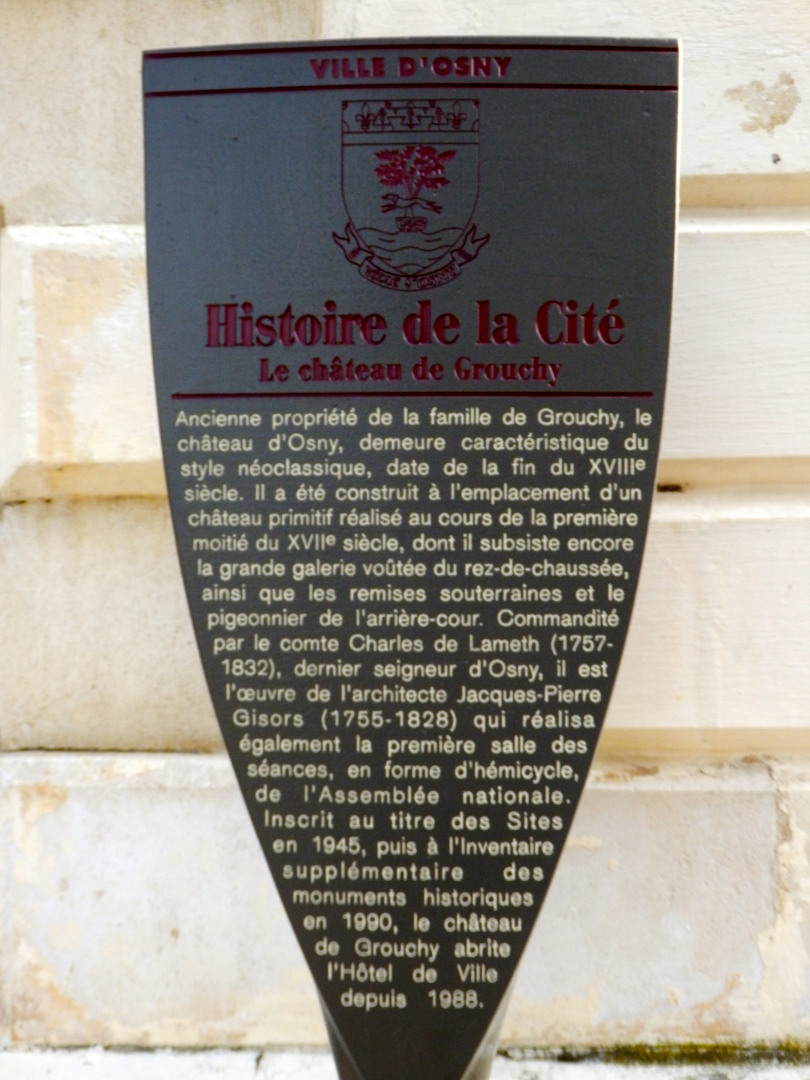 VILLE D'OSNY
Histoire de la Cité
Le château de Grouchy
Ancienne propriété de la famille de Grouchy, le
château d'Osny, demeure caractéristique du
style néoclassique, date de la fin du XVIIIe
siècle. Il a été construit à l'emplacement d'un
château primitif réalisé au cours de la première
moitié du XVIIe siècle, dont il subsiste encore
la grande galerie voûtée du rez-de-chaussée,
ainsi que les remises souterraines et le
pigeonnier de l'arrière-cour. Commandité
par le comte Charles de Lameth (1757-
1832), dernier seigneur d'Osny, il est
l'œuvre de l'architecte Jacques-Pierre
Gisors (1755-1828) qui réalisa
également la première salle des
séances, en forme d'hémicycle,
de l'Assemblée nationale.
Inscrit au titre des Sites
en 1945, puis à l'Inventaire
supplémentaire des
monuments historiques
en 1990, le château
de Grouchy abrite
l'Hôtel de Ville
depuis 1988.